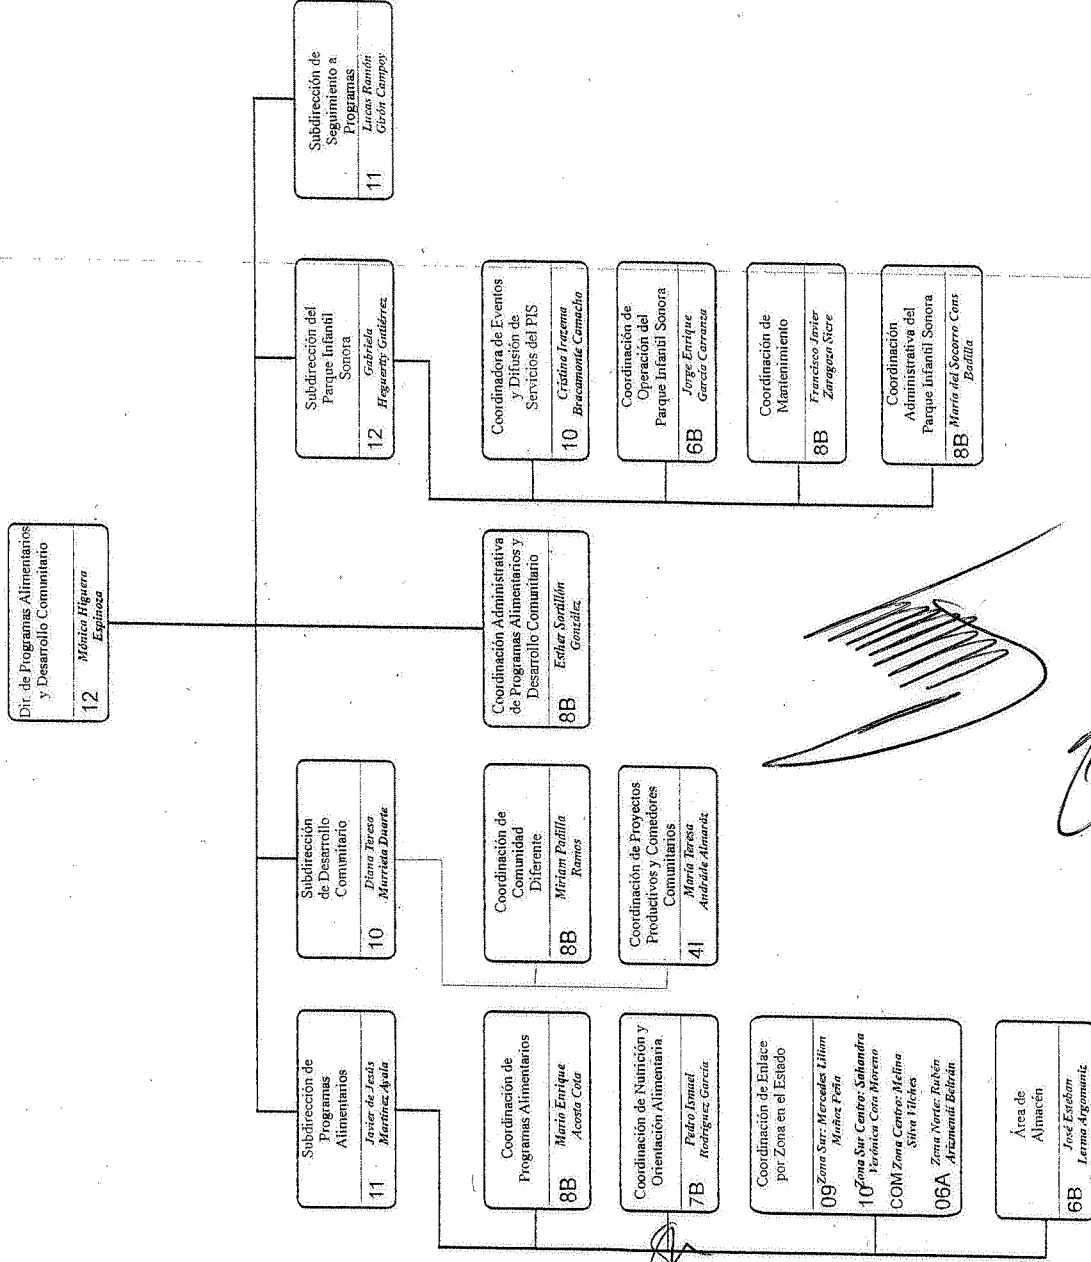 Dir. de Programas Alimentarios
y Desarrollo Comunitario
12
Mónica Higuera
Espinoza
Subdirección de
Programas
Alimentarios
11
Javier de Jesús
Martínez Ayala
Subdirección
de Desarrollo
Comunitario
10
Diana Teresa
Murrieta Duarte
Subdirección del
Parque Infantil
Sonora
12
Gabriela
Heguertty Gutiérrez
Subdirección de
Seguimiento a
Programas
11
Lucas Ramón
Girón Campoy
Coordinación de
Programas Alimentarios
8B
Mario Enrique
Acosta Cota
Coordinación de Nutrición y
Orientación Alimentaria
7B
Pedro Ismael
Rodríguez García
Coordinación de Enlace
por Zona en el Estado
09 Zona Sur: Mercedes Lilian
Muñoz Peña
10 Zona Sur Centro: Sahandra
Verónica Cota Moreno
COM Zona Centro: Melina
Silva Vilches
06A Zona Norte: Rubén
Arizmendi Beltrán
Área de
Almacén
6B
José Esteban
Lerma Argomaniz
Coordinación de
Comunidad
Diferente
8B
Miriam Padilla
Ramos
Coordinación de Proyectos
Productivos y Comedores
Comunitarios
4I
María Teresa
Andráde Almaráz
Coordinación Administrativa
de Programas Alimentarios y
Desarrollo Comunitario
8B
Esther Sortillón
González
Coordinadora de Eventos
y Difusión de
Servicios del PIS
10
Cristina Irazema
Bracamonte Camacho
Coordinación de
Operación del
Parque Infantil Sonora
6B
Jorge Enrique
García Carranza
Coordinación de
Mantenimiento
8B
Francisco Javier
Zaragoza Sicre
Coordinación
Administrativa del
Parque Infantil Sonora
8B
María del Socorro Cons
Badilla